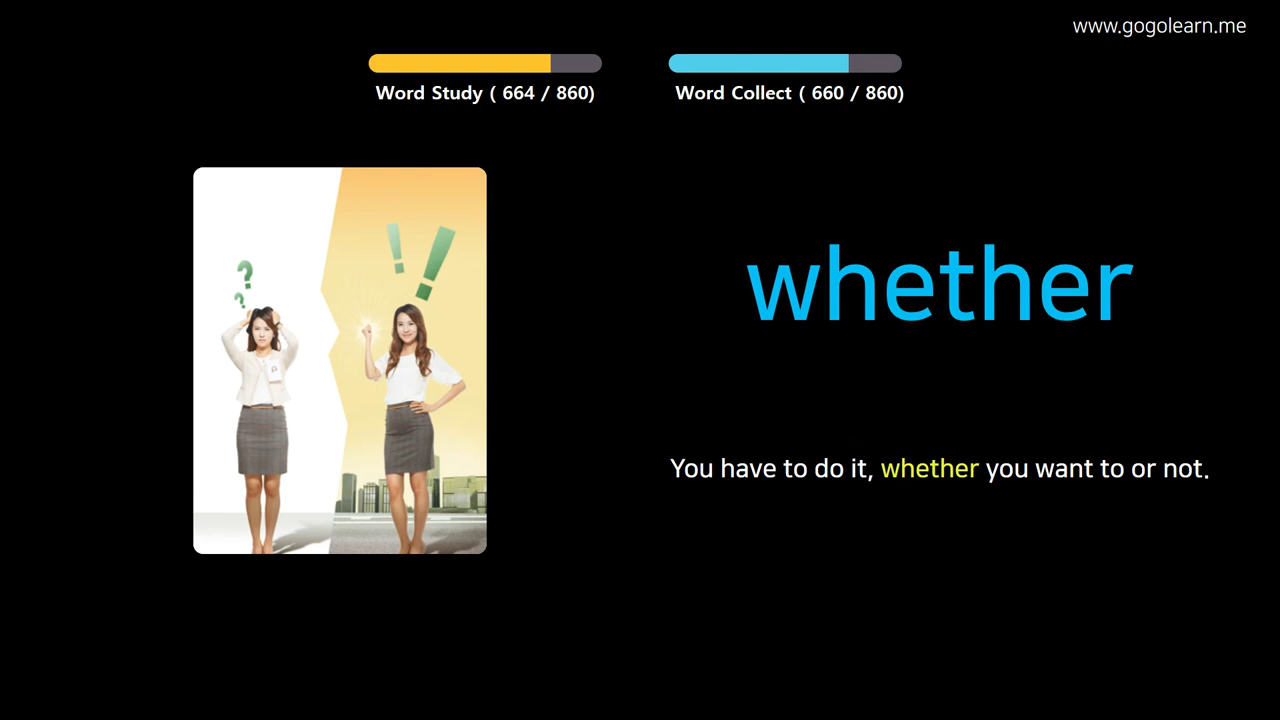 www.gogolearn.me
Word Study ( 664 / 860)
Word Collect ( 660 / 860)
whether
You have to do it, whether you want to or not.